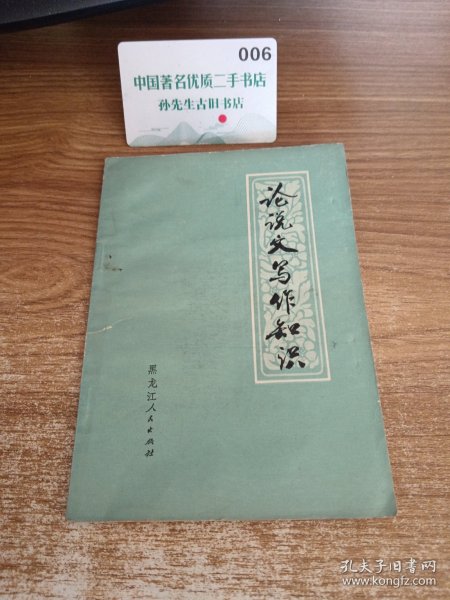 006
中国著名优质二手书店
孙先生古旧书店
论说文写作知识
黑龙江人民出版社
孔夫子旧书网
www.kongfz.com